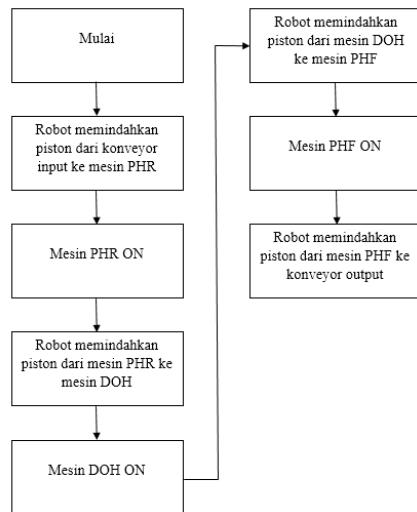 Mulai
Robot memindahkan
piston dari konveyor
input ke mesin PHR
Mesin PHR ON
Robot memindahkan
piston dari mesin PHR ke
mesin DOH
Mesin DOH ON
Robot memindahkan
piston dari mesin DOH
ke mesin PHF
Mesin PHF ON
Robot memindahkan
piston dari mesin PHF ke
konveyor output